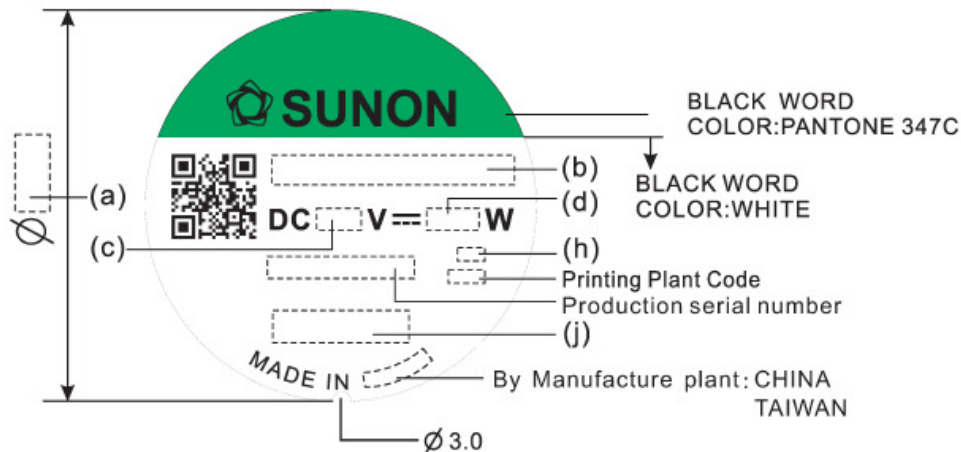 SUNON
BLACK WORD
COLOR:PANTONE 347C
(b)
BLACK WORD
COLOR:WHITE
(a)
Ø
DC V W
(d)
(c)
(h)
Printing Plant Code
Production serial number
(j)
MADE IN
By Manufacture plant: CHINA
TAIWAN
Ø 3.0